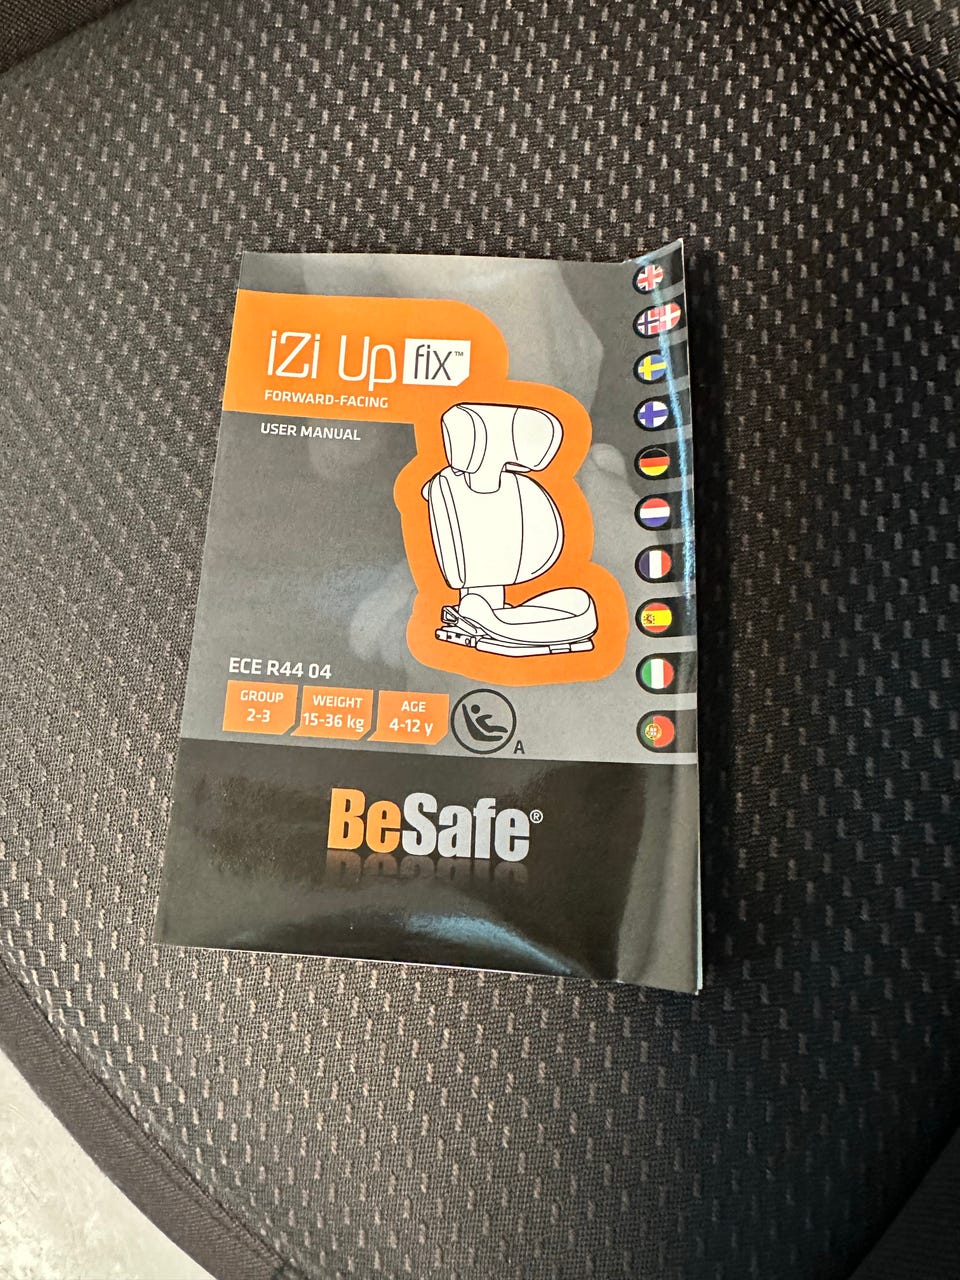 iZi Up fix™
FORWARD-FACING
USER MANUAL
ECE R44 04
GROUP
2-3
WEIGHT
15-36 kg
AGE
4-12 y
A
BeSafe®